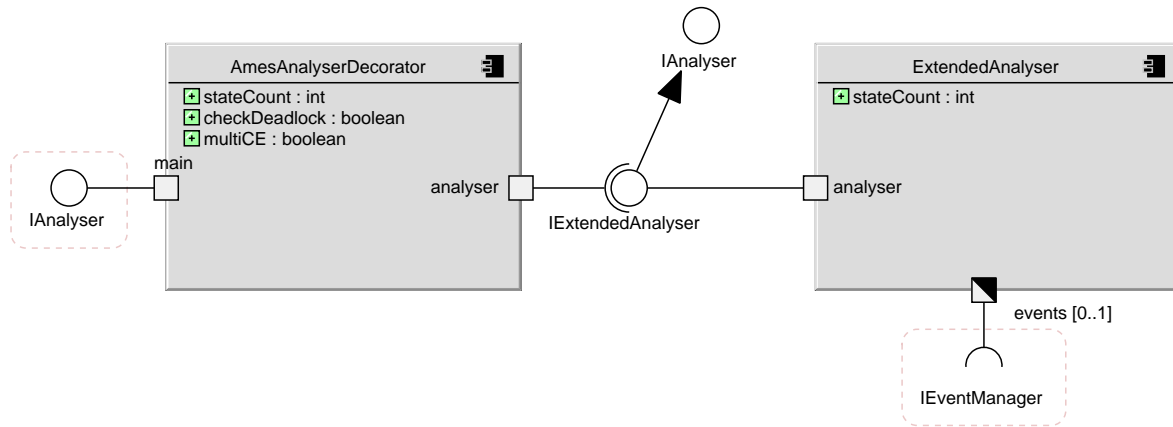 IAnalyser
AmesAnalyserDecorator
ExtendedAnalyser
+ stateCount : int
+ checkDeadlock : boolean
+ multiCE : boolean
+ stateCount : int
main
analyser
analyser
IAnalyser
IExtendedAnalyser
events [0..1]
IEventManager